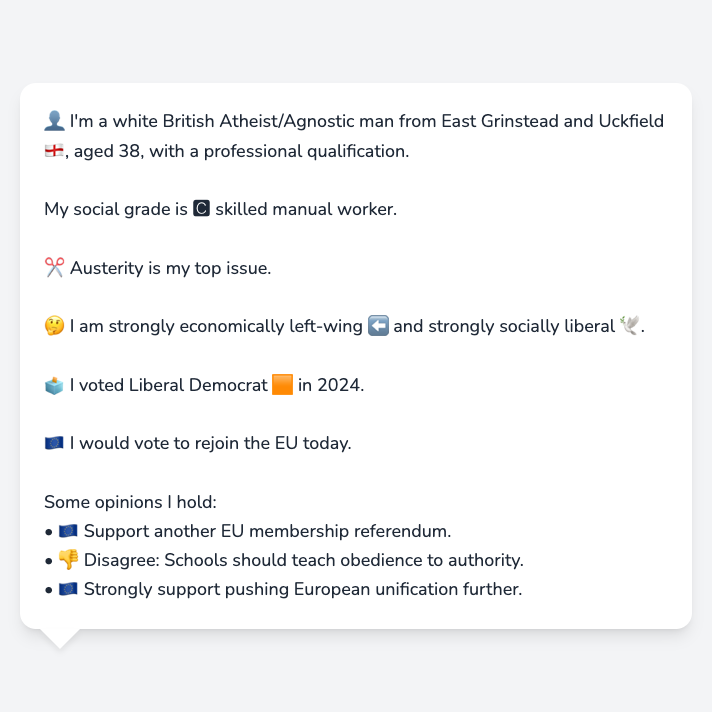 👤 I'm a white British Atheist/Agnostic man from East Grinstead and Uckfield
🏴󠁧󠁢󠁥󠁮󠁧󠁿, aged 38, with a professional qualification.
My social grade is 🅲 skilled manual worker.
✂️ Austerity is my top issue.
🤔 I am strongly economically left-wing ⬅️ and strongly socially liberal 🕊️.
🗳️ I voted Liberal Democrat 🟧 in 2024.
🇪🇺 I would vote to rejoin the EU today.
Some opinions I hold:
• 🇪🇺 Support another EU membership referendum.
• 👎 Disagree: Schools should teach obedience to authority.
• 🇪🇺 Strongly support pushing European unification further.